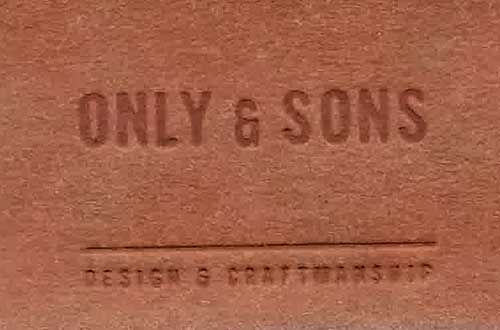 ONLY & SONS
DESIGN & CRAFTMANSHIP